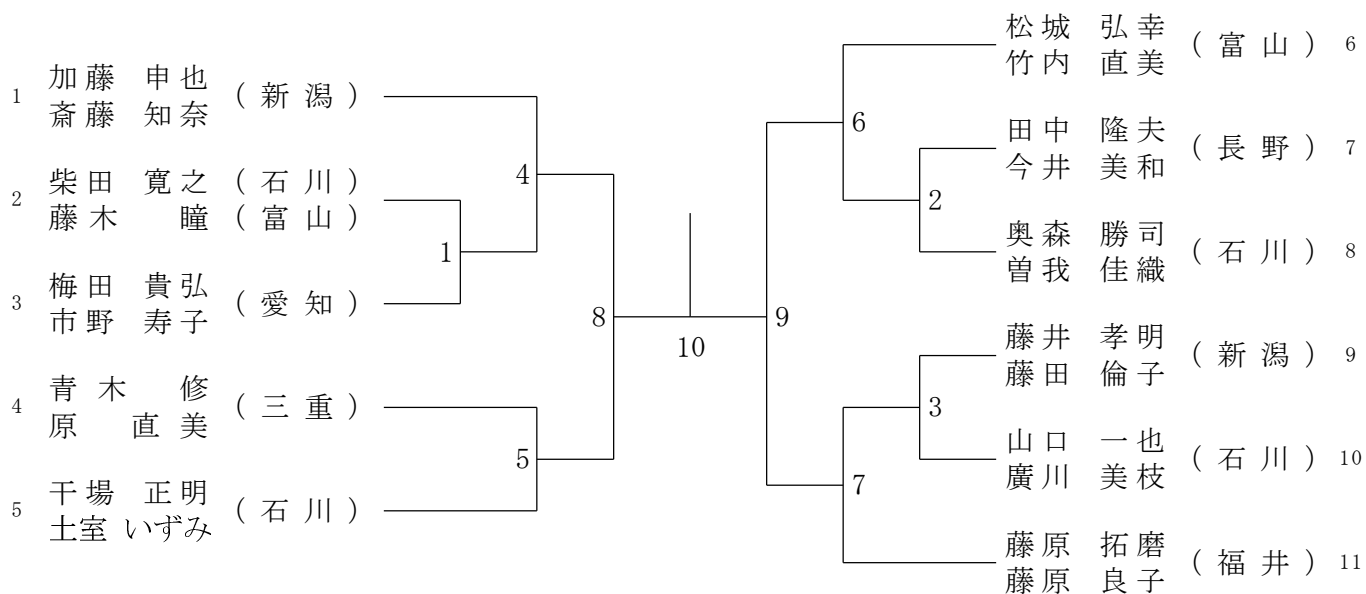 1 加藤 申也 (新潟)
斎藤 知奈
2 柴田 寛之 (石川)
藤木 瞳 (富山)
3 梅田 貴弘 (愛知)
市野 寿子
4 青木 修 (三重)
原 直美
5 干場 正明 (石川)
土室 いずみ
4
1
5
8
10
9
6
2
3
7
松城 弘幸 (富山) 6
竹内 直美
田中 隆夫 (長野) 7
今井 美和
奥森 勝司 (石川) 8
曽我 佳織
藤井 孝明 (新潟) 9
藤田 倫子
山口 一也 (石川) 10
廣川 美枝
藤原 拓磨 (福井) 11
藤原 良子